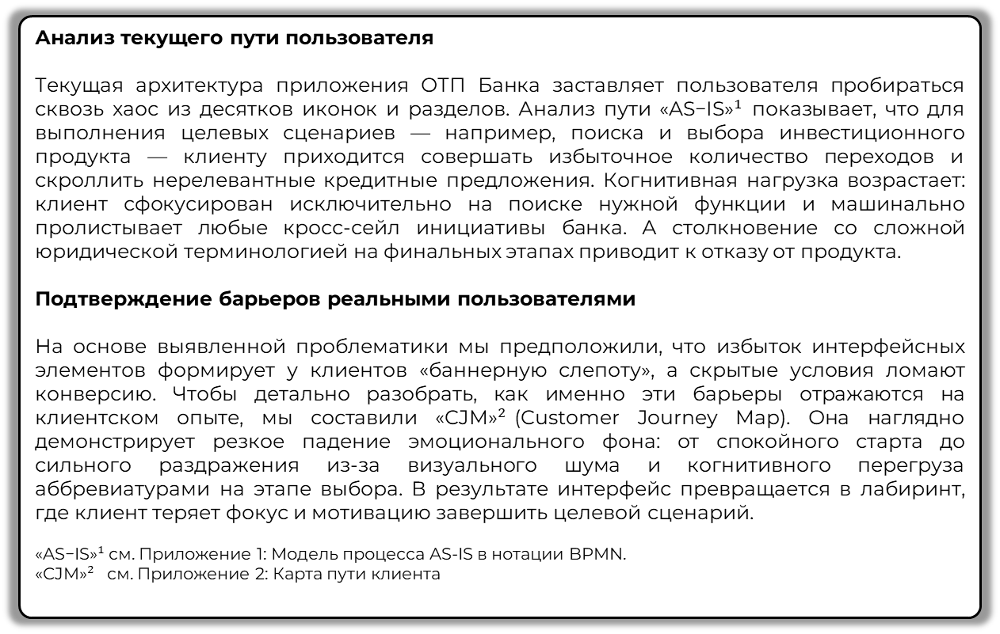 Анализ текущего пути пользователя
Текущая архитектура приложения ОТП Банка заставляет пользователя пробираться
сквозь хаос из десятков иконок и разделов. Анализ пути «AS–IS»¹ показывает, что для
выполнения целевых сценариев — например, поиска и выбора инвестиционного
продукта — клиенту приходится совершать избыточное количество переходов и
скроллить нерелевантные кредитные предложения. Когнитивная нагрузка возрастает:
клиент сфокусирован исключительно на поиске нужной функции и машинально
пролистывает любые кросс-сейл инициативы банка. А столкновение со сложной
юридической терминологией на финальных этапах приводит к отказу от продукта.
Подтверждение барьеров реальными пользователями
На основе выявленной проблематики мы предположили, что избыток интерфейсных
элементов формирует у клиентов «баннерную слепоту», а скрытые условия ломают
конверсию. Чтобы детально разобрать, как именно эти барьеры отражаются на
клиентском опыте, мы составили «CJM»² (Customer Journey Map). Она наглядно
демонстрирует резкое падение эмоционального фона: от спокойного старта до
сильного раздражения из-за визуального шума и когнитивного перегруза
аббревиатурами на этапе выбора. В результате интерфейс превращается в лабиринт,
где клиент теряет фокус и мотивацию завершить целевой сценарий.
«AS–IS»¹ см. Приложение 1: Модель процесса AS-IS в нотации BPMN.
«CJM»² см. Приложение 2: Карта пути клиента